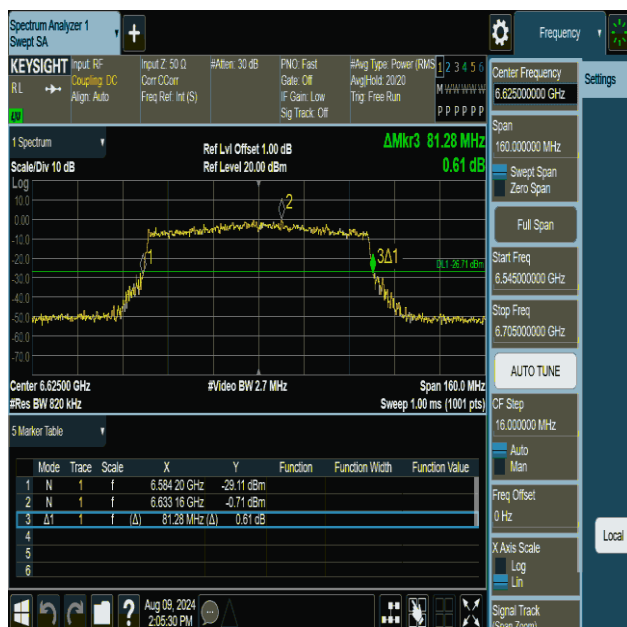 Spectrum Analyzer 1
Swept SA
+
Frequency
KEYSIGHT Input: RF Input Z: 50 Ω #Atten: 30 dB PNO: Fast #Avg Type: Power (RMS 1 2 3 4 5 6
RL Coupling: DC Corr CCorr Gate: Off Avg|Hold: 20/20 M W W W W W
Align: Auto Freq Ref: Int (S) IF Gain: Low Trig: Free Run
Sig Track: Off P P P P P P
1 Spectrum
Ref Lvl Offset 1.00 dB
ΔMkr3 81.28 MHz
Scale/Div 10 dB
Ref Level 20.00 dBm
0.61 dB
Log
10.0
0.00
-10.0
-20.0
-30.0
-40.0
-50.0
-60.0
-70.0
2
1
3Δ1
DL1 -26.71 dBm
Center 6.62500 GHz #Video BW 2.7 MHz Span 160.0 MHz
#Res BW 820 kHz Sweep 1.00 ms (1001 pts)
5 Marker Table
Mode Trace Scale X Y Function Function Width Function Value
1 N 1 f 6.584 20 GHz -29.11 dBm
2 N 1 f 6.633 16 GHz -0.71 dBm
3 Δ1 1 f (Δ) 81.28 MHz (Δ) 0.61 dB
4
5
6
Aug 09, 2024
2:05:30 PM
Center Frequency
6.625000000 GHz
Settings
Span
160.000000 MHz
Swept Span
Zero Span
Full Span
Start Freq
6.545000000 GHz
Stop Freq
6.705000000 GHz
AUTO TUNE
CF Step
16.000000 MHz
Auto
Man
Freq Offset
0 Hz
Local
X Axis Scale
Log
Lin
Signal Track
(Span Zoom)